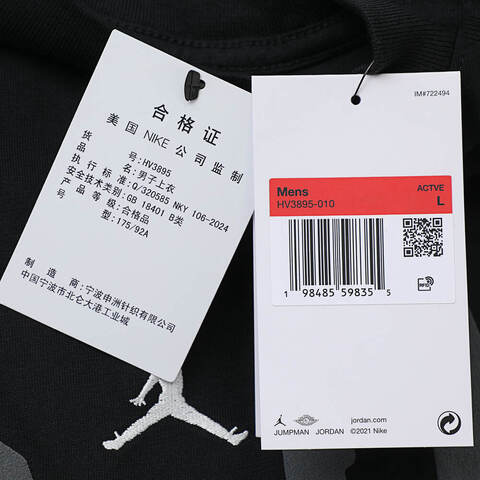 合格证
美国 NIKE 公司监制
货号: HV3895
品名: 男子上衣
执行标准: Q/320585 NKY 106-2024
安全技术类别: GB 18401 B类
产品等级: 合格品
型: 175/92A
宁波申洲针织有限公司
中国宁波市北仑大港工业城
IM#722494
Mens ACTVE
HV3895-010 L
1 98485 59835 5
RFID
JUMPMAN JORDAN
jordan.com
©2021 Nike